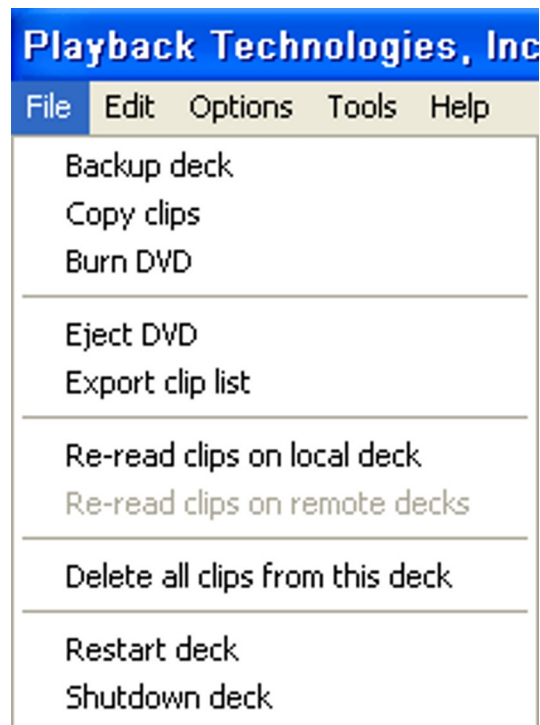 Playback Technologies, Inc
File Edit Options Tools Help
Backup deck
Copy clips
Burn DVD
Eject DVD
Export clip list
Re-read clips on local deck
Re-read clips on remote decks
Delete all clips from this deck
Restart deck
Shutdown deck